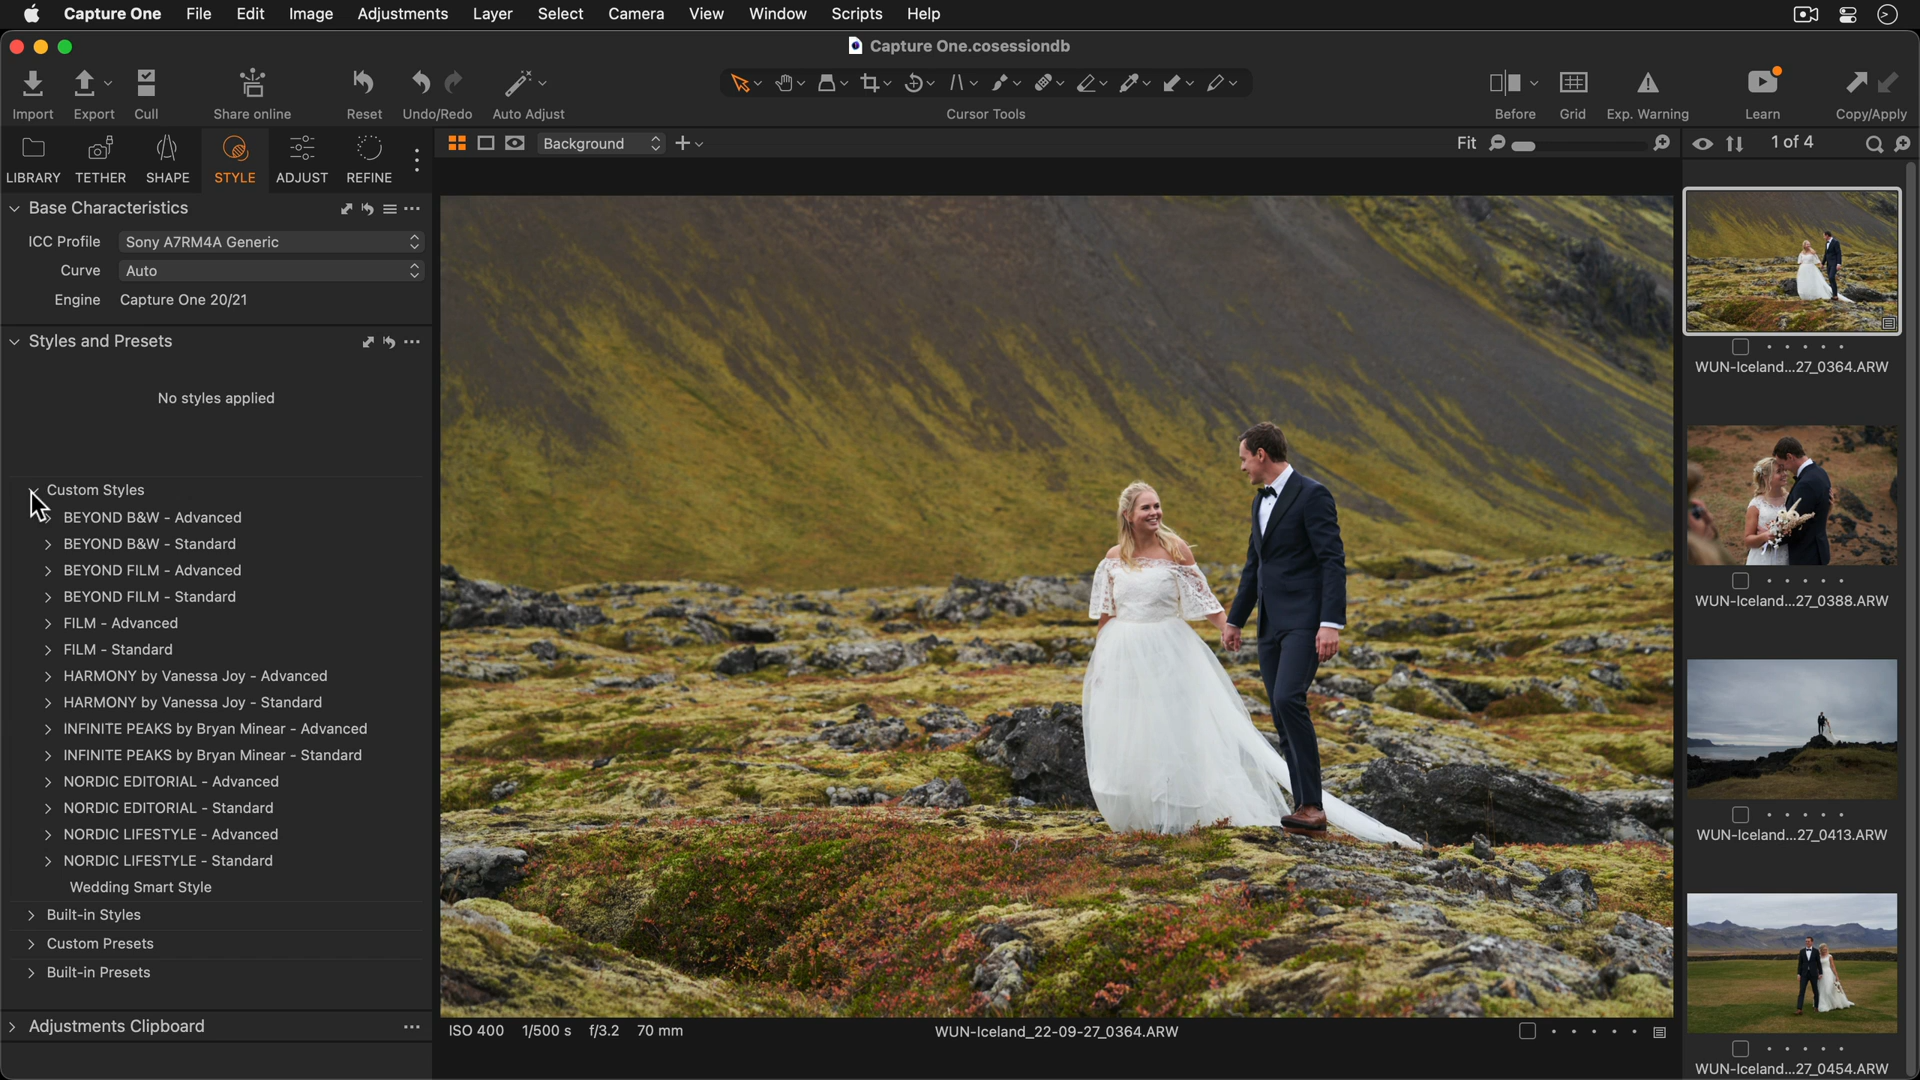 Capture One File Edit Image Adjustments Layer Select Camera View Window Scripts Help
Capture One.cosessiondb
Import Export Cull Share online Reset Undo/Redo Auto Adjust Cursor Tools Before Grid Exp. Warning Learn Copy/Apply
LIBRARY TETHER SHAPE STYLE ADJUST REFINE
Background
Fit
1 of 4
Base Characteristics
ICC Profile Sony A7RM4A Generic
Curve Auto
Engine Capture One 20/21
Styles and Presets
No styles applied
Custom Styles
BEYOND B&W - Advanced
BEYOND B&W - Standard
BEYOND FILM - Advanced
BEYOND FILM - Standard
FILM - Advanced
FILM - Standard
HARMONY by Vanessa Joy - Advanced
HARMONY by Vanessa Joy - Standard
INFINITE PEAKS by Bryan Minear - Advanced
INFINITE PEAKS by Bryan Minear - Standard
NORDIC EDITORIAL - Advanced
NORDIC EDITORIAL - Standard
NORDIC LIFESTYLE - Advanced
NORDIC LIFESTYLE - Standard
Wedding Smart Style
Built-in Styles
Custom Presets
Built-in Presets
Adjustments Clipboard
ISO 400 1/500 s f/3.2 70 mm
WUN-Iceland_22-09-27_0364.ARW
WUN-Iceland...27_0364.ARW
WUN-Iceland...27_0388.ARW
WUN-Iceland...27_0413.ARW
WUN-Iceland...27_0454.ARW